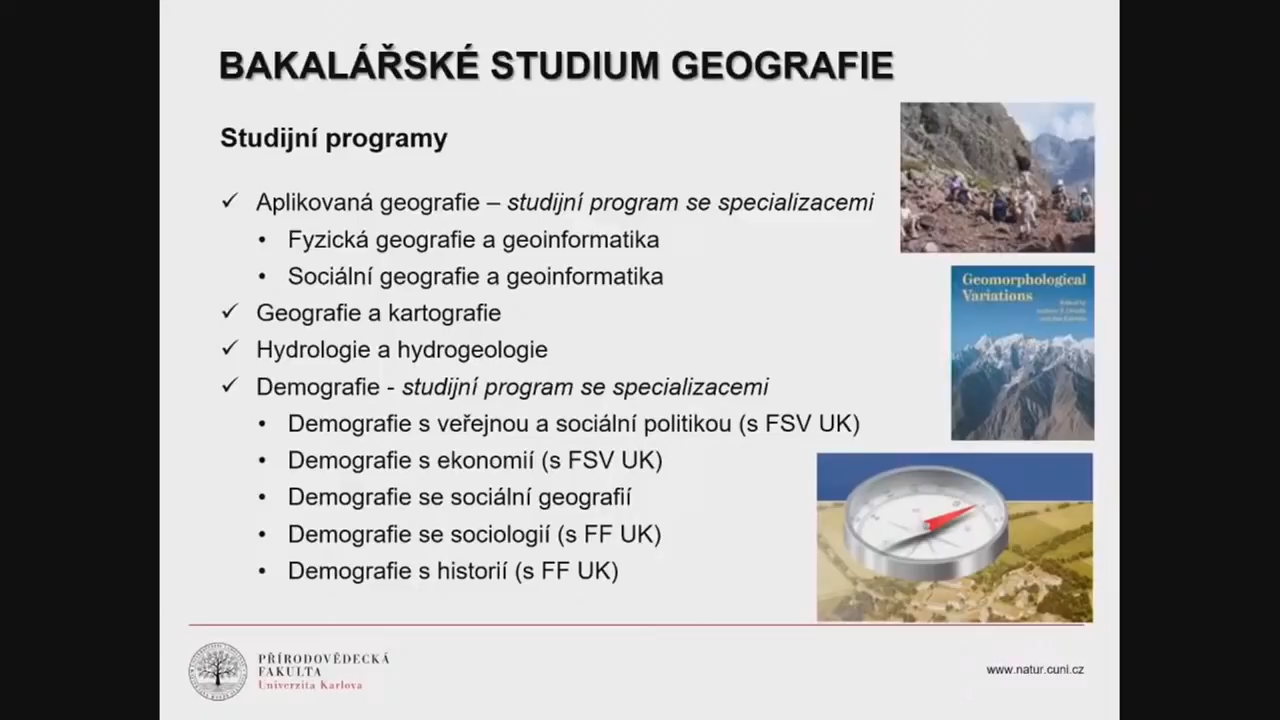 BAKALÁŘSKÉ STUDIUM GEOGRAFIE
Studijní programy
✓ Aplikovaná geografie – studijní program se specializacemi
• Fyzická geografie a geoinformatika
• Sociální geografie a geoinformatika
✓ Geografie a kartografie
✓ Hydrologie a hydrogeologie
✓ Demografie - studijní program se specializacemi
• Demografie s veřejnou a sociální politikou (s FSV UK)
• Demografie s ekonomií (s FSV UK)
• Demografie se sociální geografií
• Demografie se sociologií (s FF UK)
• Demografie s historií (s FF UK)
Geomorphological
Variations
Edited by
PŘÍRODOVĚDECKÁ
FAKULTA
Univerzita Karlova
www.natur.cuni.cz